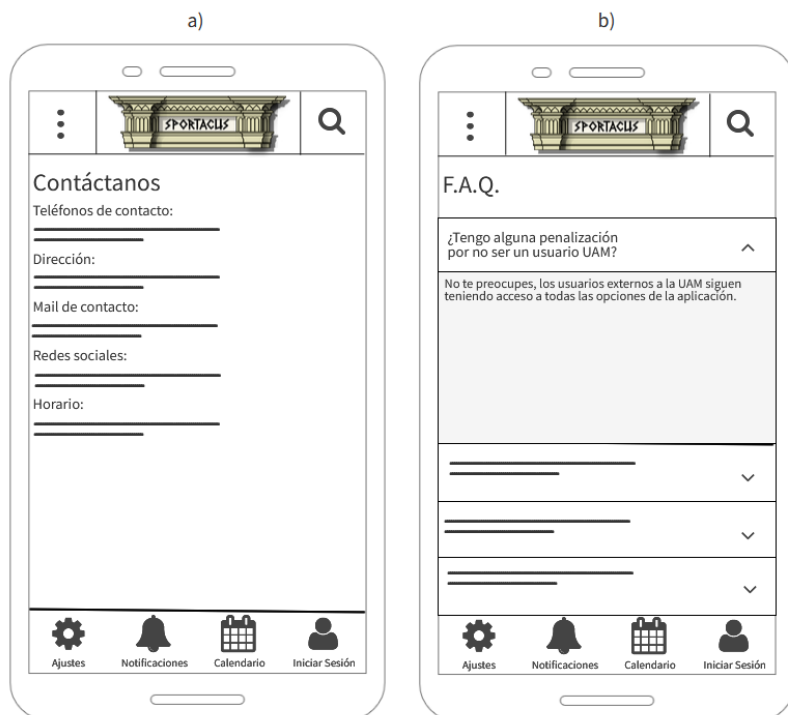 a)
SPORTACUS
Contáctanos
Teléfonos de contacto:
Dirección:
Mail de contacto:
Redes sociales:
Horario:
Ajustes
Notificaciones
Calendario
Iniciar Sesión
b)
SPORTACUS
F.A.Q.
¿Tengo alguna penalización
por no ser un usuario UAM?
No te preocupes, los usuarios externos a la UAM siguen
teniendo acceso a todas las opciones de la aplicación.
Ajustes
Notificaciones
Calendario
Iniciar Sesión